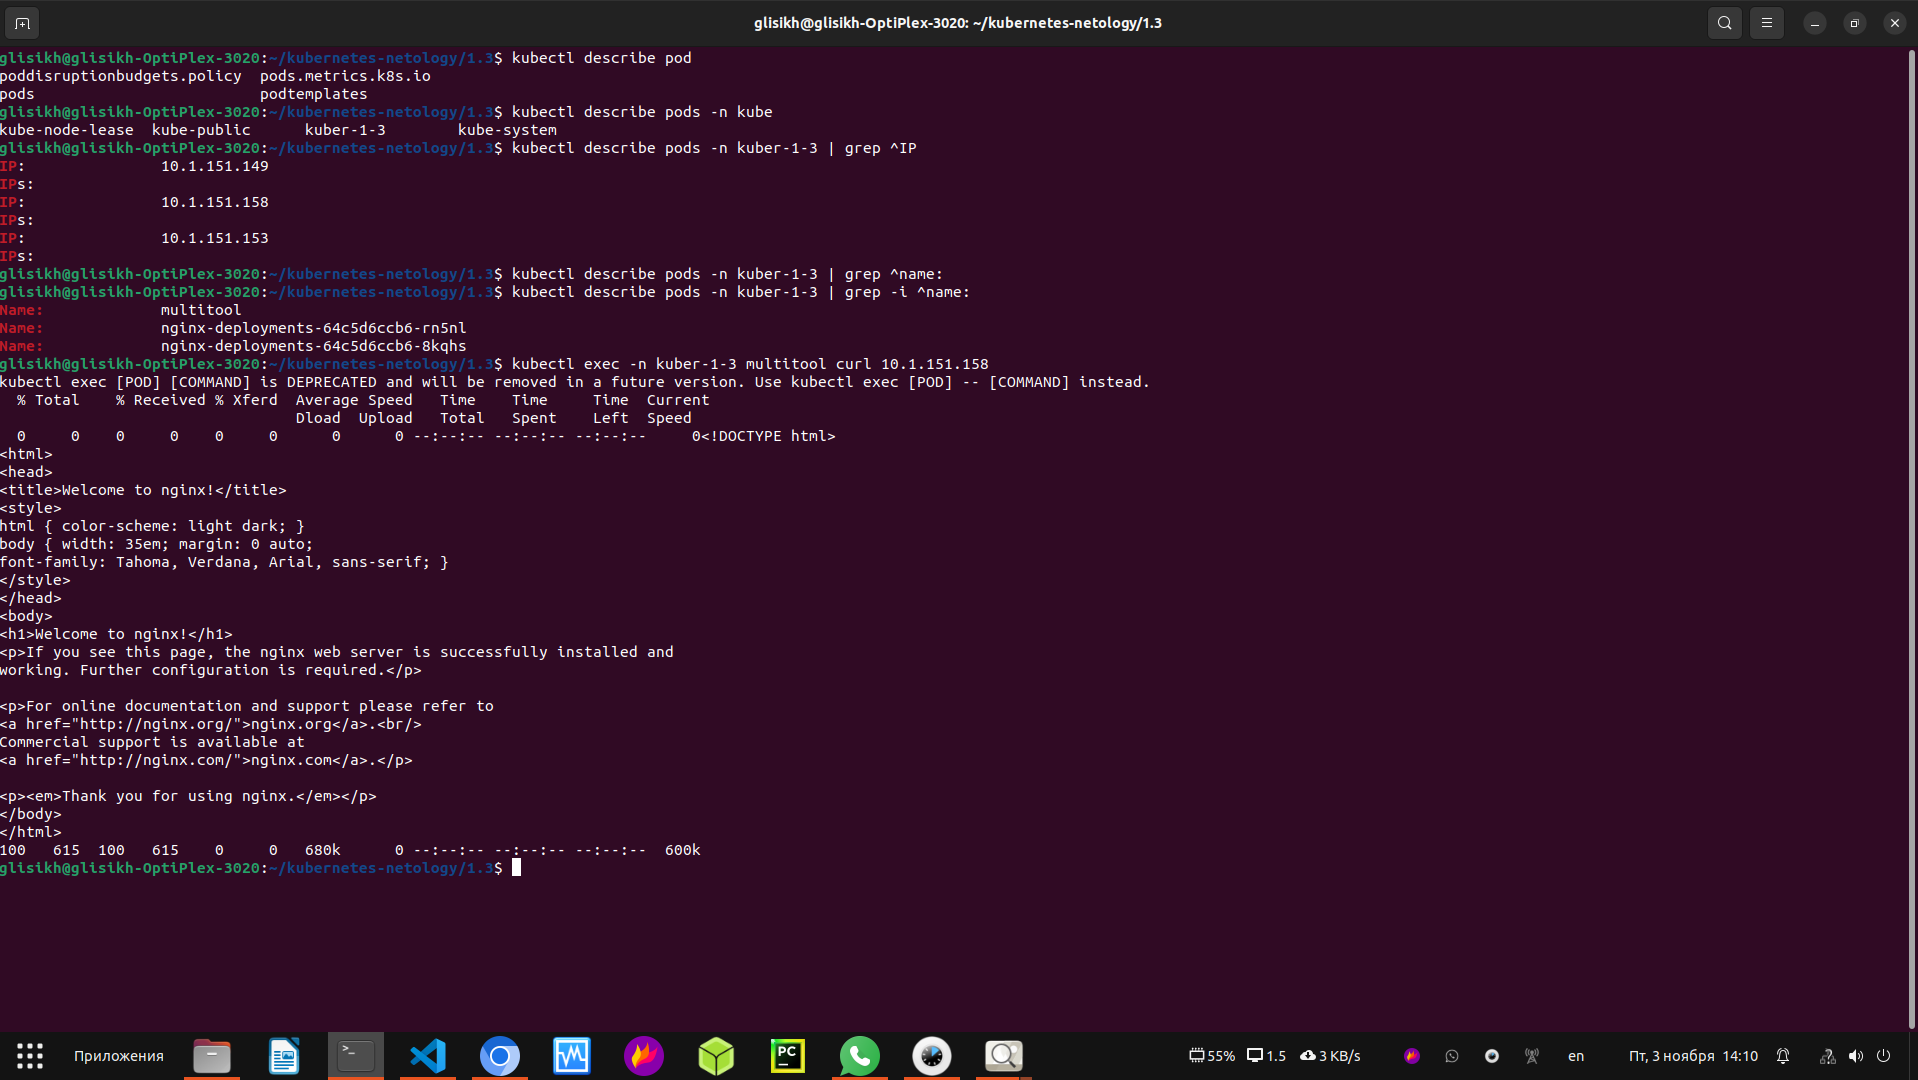 glisikh@glisikh-OptiPlex-3020: ~/kubernetes-netology/1.3
glisikh@glisikh-OptiPlex-3020:~/kubernetes-netology/1.3$ kubectl describe pod
poddisruptionbudgets.policy  pods.metrics.k8s.io
pods                         podtemplates
glisikh@glisikh-OptiPlex-3020:~/kubernetes-netology/1.3$ kubectl describe pods -n kube
kube-node-lease  kube-public      kuber-1-3        kube-system
glisikh@glisikh-OptiPlex-3020:~/kubernetes-netology/1.3$ kubectl describe pods -n kuber-1-3 | grep ^IP
IP:               10.1.151.149
IPs:
IP:               10.1.151.158
IPs:
IP:               10.1.151.153
IPs:
glisikh@glisikh-OptiPlex-3020:~/kubernetes-netology/1.3$ kubectl describe pods -n kuber-1-3 | grep ^name:
glisikh@glisikh-OptiPlex-3020:~/kubernetes-netology/1.3$ kubectl describe pods -n kuber-1-3 | grep -i ^name:
Name:             multitool
Name:             nginx-deployments-64c5d6ccb6-rn5nl
Name:             nginx-deployments-64c5d6ccb6-8kqhs
glisikh@glisikh-OptiPlex-3020:~/kubernetes-netology/1.3$ kubectl exec -n kuber-1-3 multitool curl 10.1.151.158
kubectl exec [POD] [COMMAND] is DEPRECATED and will be removed in a future version. Use kubectl exec [POD] -- [COMMAND] instead.
  % Total    % Received % Xferd  Average Speed   Time    Time     Time  Current
                                 Dload  Upload   Total   Spent    Left  Speed
  0     0    0     0    0     0      0      0 --:--:-- --:--:-- --:--:--     0<!DOCTYPE html>
<html>
<head>
<title>Welcome to nginx!</title>
<style>
html { color-scheme: light dark; }
body { width: 35em; margin: 0 auto;
font-family: Tahoma, Verdana, Arial, sans-serif; }
</style>
</head>
<body>
<h1>Welcome to nginx!</h1>
<p>If you see this page, the nginx web server is successfully installed and
working. Further configuration is required.</p>

<p>For online documentation and support please refer to
<a href="http://nginx.org/">nginx.org</a>.<br/>
Commercial support is available at
<a href="http://nginx.com/">nginx.com</a>.</p>

<p><em>Thank you for using nginx.</em></p>
</body>
</html>
100   615  100   615    0     0   680k      0 --:--:-- --:--:-- --:--:--  600k
glisikh@glisikh-OptiPlex-3020:~/kubernetes-netology/1.3$
Приложения
>_
PC
55% 1.5 3 KB/s en Пт, 3 ноября 14:10